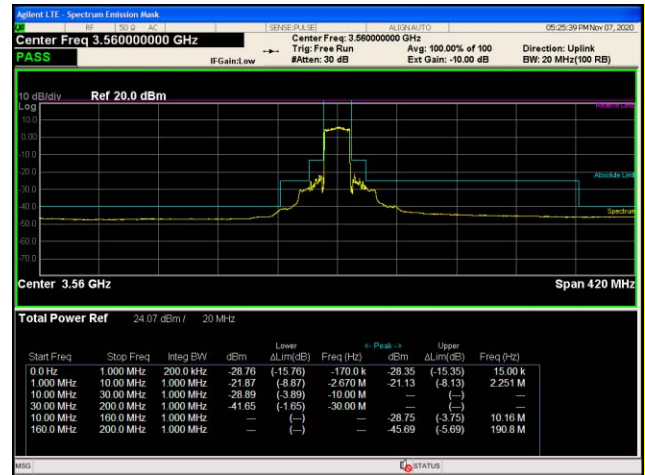 Agilent LTE - Spectrum Emission Mask
RF 50 Ω AC SENSE:PULSE ALIGNAUTO 05:25:39 PM Nov 07, 2020
Center Freq 3.560000000 GHz Center Freq: 3.560000000 GHz
Trig: Free Run Avg: 100.00% of 100 Direction: Uplink
PASS IFGain:Low #Atten: 30 dB Ext Gain: -10.00 dB BW: 20 MHz(100 RB)
10 dB/div Ref 20.0 dBm
Log
Relative Limit
10.0
0.00
-10.0
-20.0
Absolute Limit
-30.0
-40.0
Spectrum
-50.0
-60.0
-70.0
Center 3.56 GHz Span 420 MHz
Total Power Ref 24.07 dBm / 20 MHz
Lower <- Peak -> Upper
Start Freq Stop Freq Integ BW dBm ΔLim(dB) Freq (Hz) dBm ΔLim(dB) Freq (Hz)
0.0 Hz 1.000 MHz 200.0 kHz -28.76 (-15.76) -170.0 k -28.35 (-15.35) 15.00 k
1.000 MHz 10.00 MHz 1.000 MHz -21.87 (-8.87) -2.670 M -21.13 (-8.13) 2.251 M
10.00 MHz 30.00 MHz 1.000 MHz -28.89 (-3.89) -10.00 M --- (---) ---
30.00 MHz 200.0 MHz 1.000 MHz -41.65 (-1.65) -30.00 M --- (---) ---
10.00 MHz 160.0 MHz 1.000 MHz --- (---) --- -28.75 (-3.75) 10.16 M
160.0 MHz 200.0 MHz 1.000 MHz --- (---) --- -45.69 (-5.69) 190.8 M
MSG STATUS